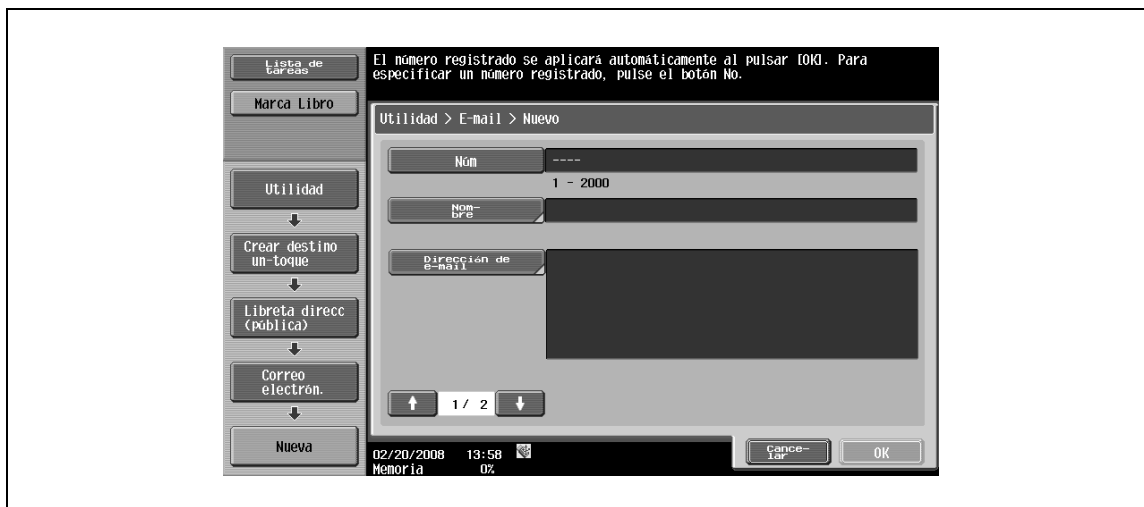 Lista de
tareas
Marca Libro
El número registrado se aplicará automáticamente al pulsar [OK]. Para
especificar un número registrado, pulse el botón No.
Utilidad > E-mail > Nuevo
Núm
----
1 - 2000
Nom-
bre
Dirección de
e-mail
1/ 2
Utilidad
Crear destino
un-toque
Libreta direcc
(pública)
Correo
electrón.
Nueva
02/20/2008 13:58
Memoria 0%
Cance-
lar
OK